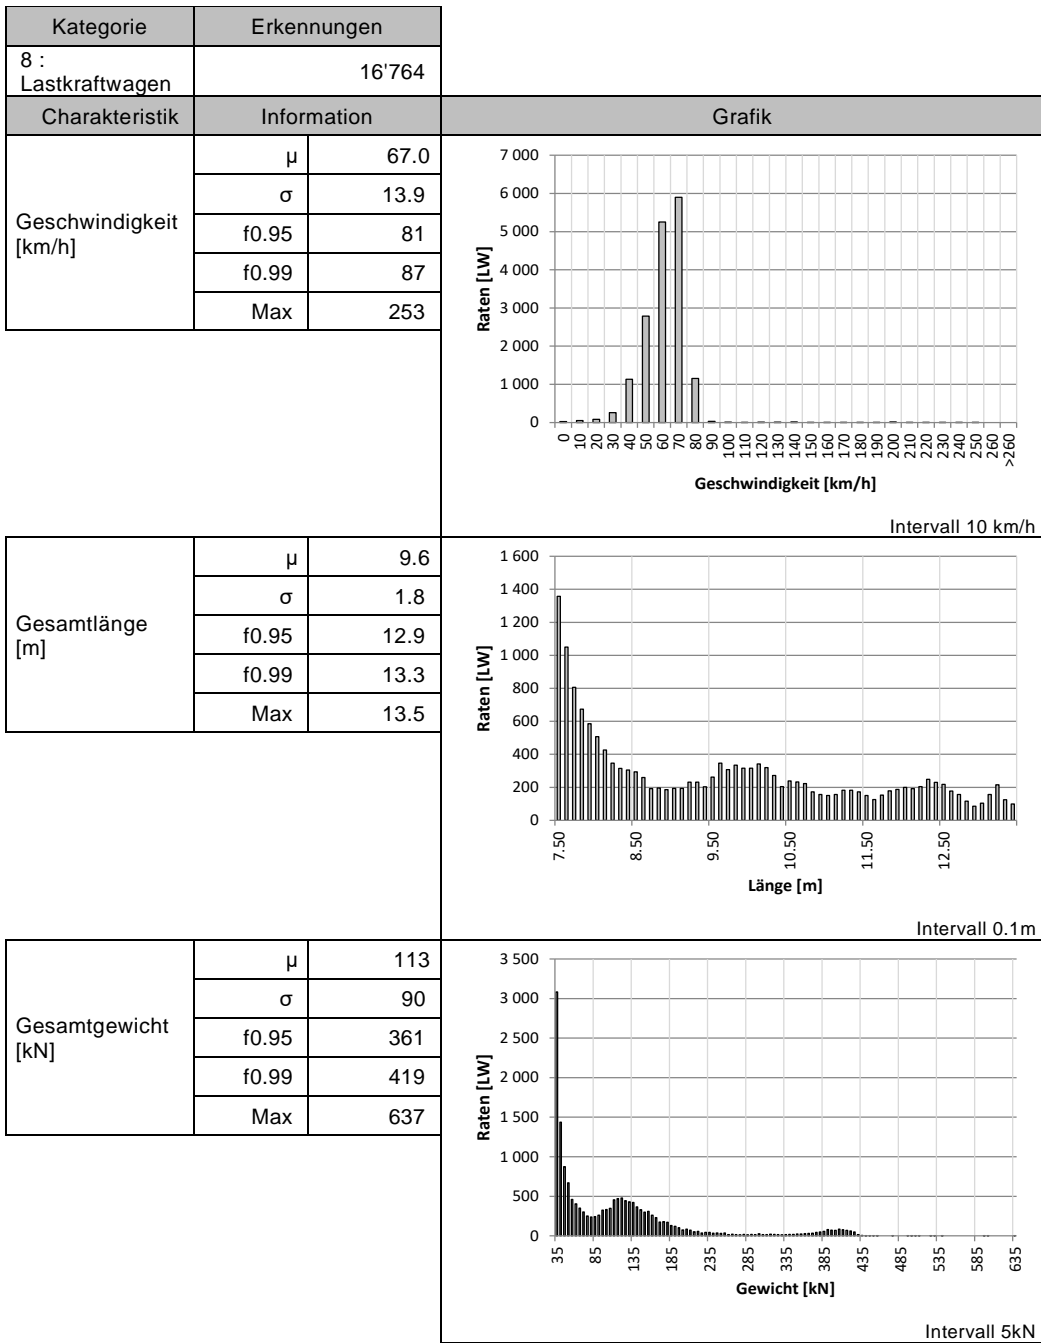 Kategorie Erkennungen
8 :
Lastkraftwagen 16'764
Charakteristik Information Grafik
Geschwindigkeit
[km/h]
μ 67.0
σ 13.9
f0.95 81
f0.99 87
Max 253
7 000
6 000
5 000
4 000
3 000
2 000
1 000
0
Raten [LW]
0 10 20 30 40 50 60 70 80 90 100 110 120 130 140 150 160 170 180 190 200 210 220 230 240 250 260 >260
Geschwindigkeit [km/h]
Intervall 10 km/h
Gesamtlänge
[m]
μ 9.6
σ 1.8
f0.95 12.9
f0.99 13.3
Max 13.5
1 600
1 400
1 200
1 000
800
600
400
200
0
Raten [LW]
7.50 8.50 9.50 10.50 11.50 12.50
Länge [m]
Intervall 0.1m
Gesamtgewicht
[kN]
μ 113
σ 90
f0.95 361
f0.99 419
Max 637
3 500
3 000
2 500
2 000
1 500
1 000
500
0
Raten [LW]
35 85 135 185 235 285 335 385 435 485 535 585 635
Gewicht [kN]
Intervall 5kN